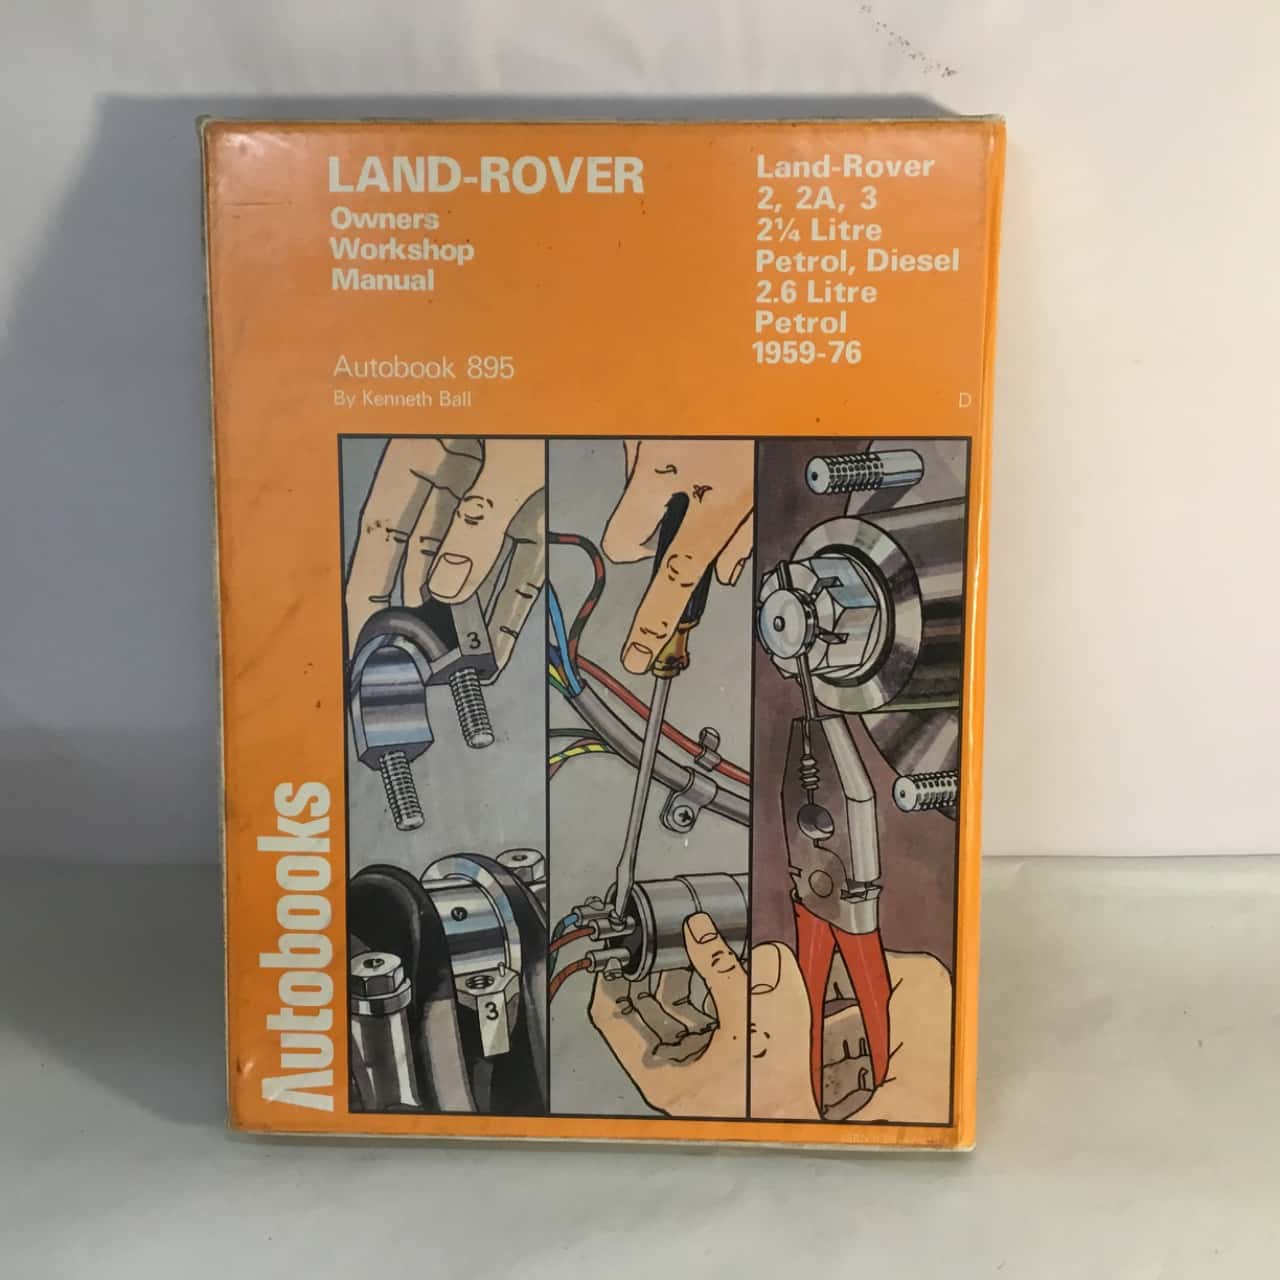 LAND-ROVER
Owners
Workshop
Manual
Autobook 895
By Kenneth Ball
Land-Rover
2, 2A, 3
2¼ Litre
Petrol, Diesel
2.6 Litre
Petrol
1959-76
D
3
3
Autobooks